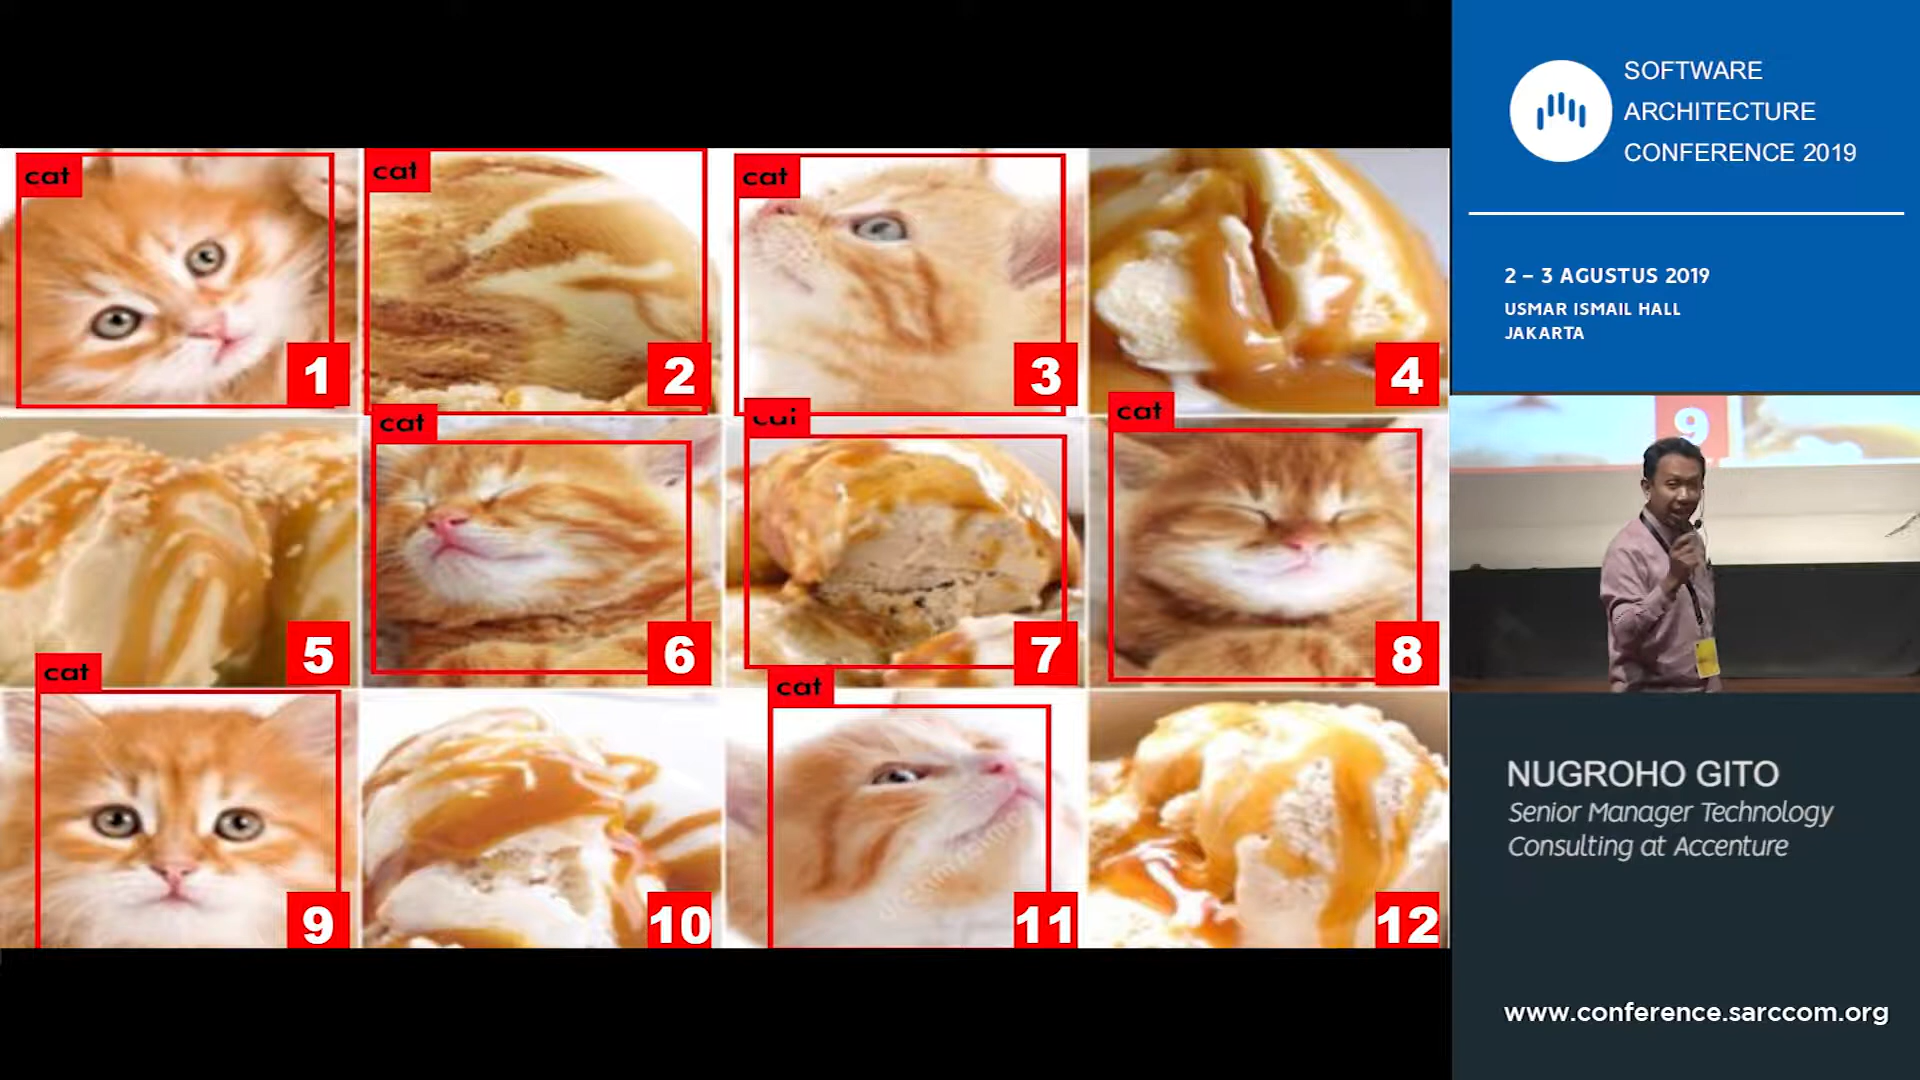 cat
cat
cat
1
2
3
4
cat
cat
5
6
7
8
cat
cat
9
10
11
12
SOFTWARE
ARCHITECTURE
CONFERENCE 2019
2 – 3 AGUSTUS 2019
USMAR ISMAIL HALL
JAKARTA
9
NUGROHO GITO
Senior Manager Technology
Consulting at Accenture
www.conference.sarccom.org